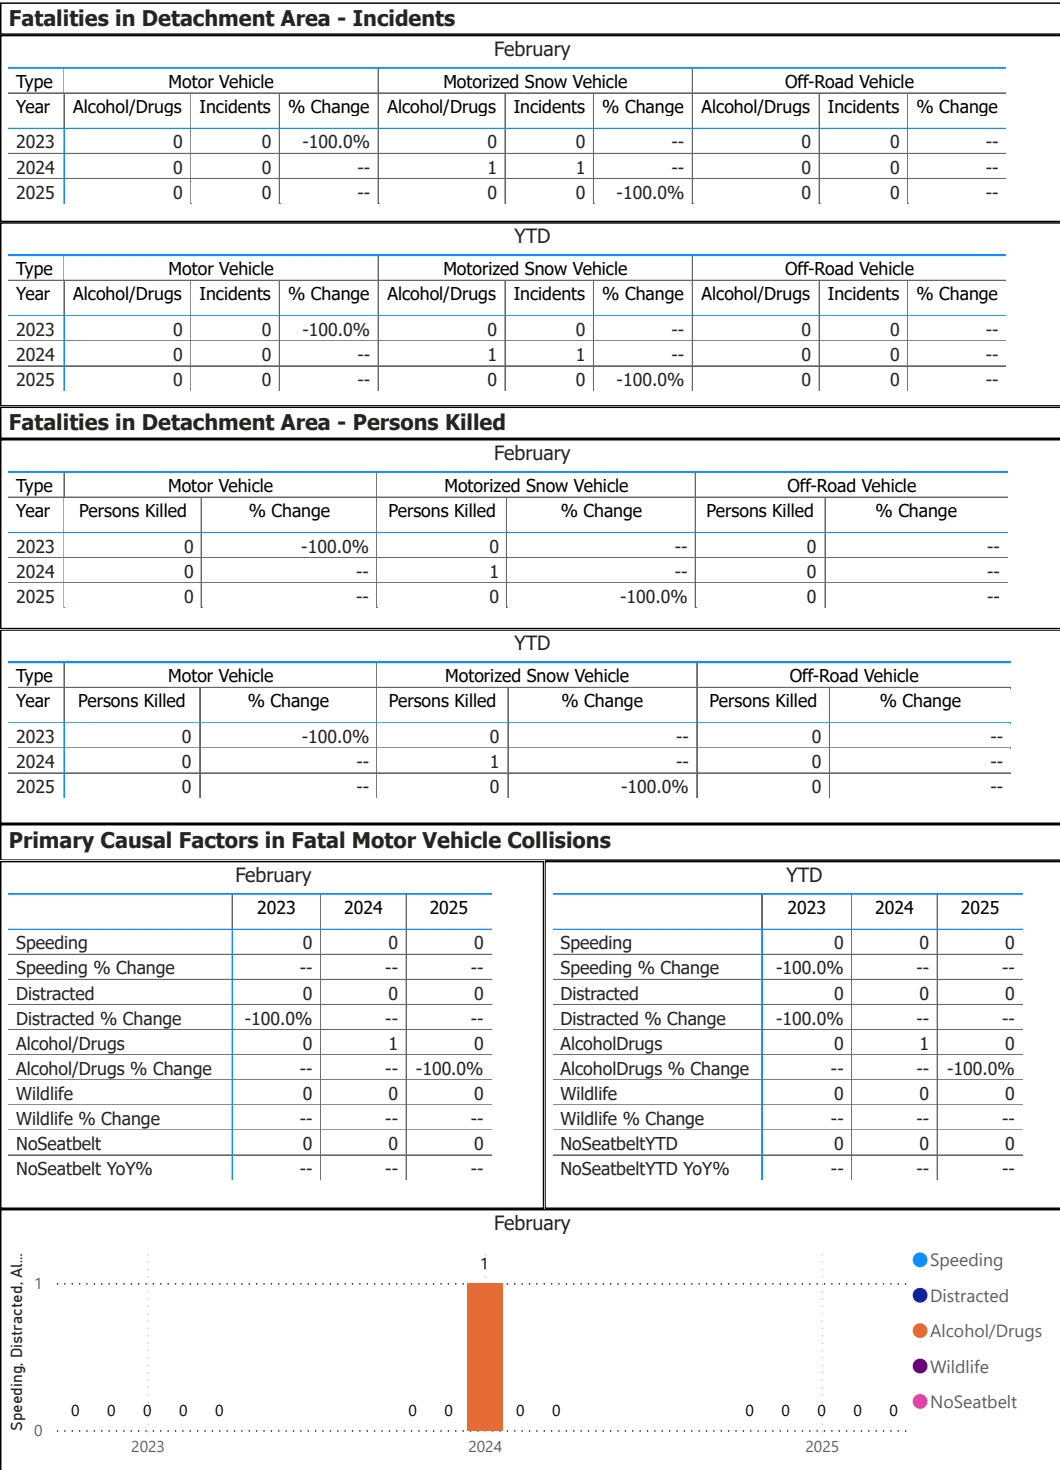 Fatalities in Detachment Area - Incidents
February
Type Motor Vehicle Motorized Snow Vehicle Off-Road Vehicle
Year Alcohol/Drugs Incidents % Change Alcohol/Drugs Incidents % Change Alcohol/Drugs Incidents % Change
2023 0 0 -100.0% 0 0 -- 0 0 --
2024 0 0 -- 1 1 -- 0 0 --
2025 0 0 -- 0 0 -100.0% 0 0 --
YTD
Type Motor Vehicle Motorized Snow Vehicle Off-Road Vehicle
Year Alcohol/Drugs Incidents % Change Alcohol/Drugs Incidents % Change Alcohol/Drugs Incidents % Change
2023 0 0 -100.0% 0 0 -- 0 0 --
2024 0 0 -- 1 1 -- 0 0 --
2025 0 0 -- 0 0 -100.0% 0 0 --
Fatalities in Detachment Area - Persons Killed
February
Type Motor Vehicle Motorized Snow Vehicle Off-Road Vehicle
Year Persons Killed % Change Persons Killed % Change Persons Killed % Change
2023 0 -100.0% 0 -- 0 --
2024 0 -- 1 -- 0 --
2025 0 -- 0 -100.0% 0 --
YTD
Type Motor Vehicle Motorized Snow Vehicle Off-Road Vehicle
Year Persons Killed % Change Persons Killed % Change Persons Killed % Change
2023 0 -100.0% 0 -- 0 --
2024 0 -- 1 -- 0 --
2025 0 -- 0 -100.0% 0 --
Primary Causal Factors in Fatal Motor Vehicle Collisions
February
2023 2024 2025
Speeding 0 0 0
Speeding % Change -- -- --
Distracted 0 0 0
Distracted % Change -100.0% -- --
Alcohol/Drugs 0 1 0
Alcohol/Drugs % Change -- -- -100.0%
Wildlife 0 0 0
Wildlife % Change -- -- --
NoSeatbelt 0 0 0
NoSeatbelt YoY% -- -- --
YTD
2023 2024 2025
Speeding 0 0 0
Speeding % Change -100.0% -- --
Distracted 0 0 0
Distracted % Change -100.0% -- --
AlcoholDrugs 0 1 0
AlcoholDrugs % Change -- -- -100.0%
Wildlife 0 0 0
Wildlife % Change -- -- --
NoSeatbeltYTD 0 0 0
NoSeatbeltYTD YoY% -- -- --
February
Speeding, Distracted, Al...
1
0
1
0 0 0 0 0 0 0 0 0 0 0 0 0 0
2023 2024 2025
Speeding
Distracted
Alcohol/Drugs
Wildlife
NoSeatbelt